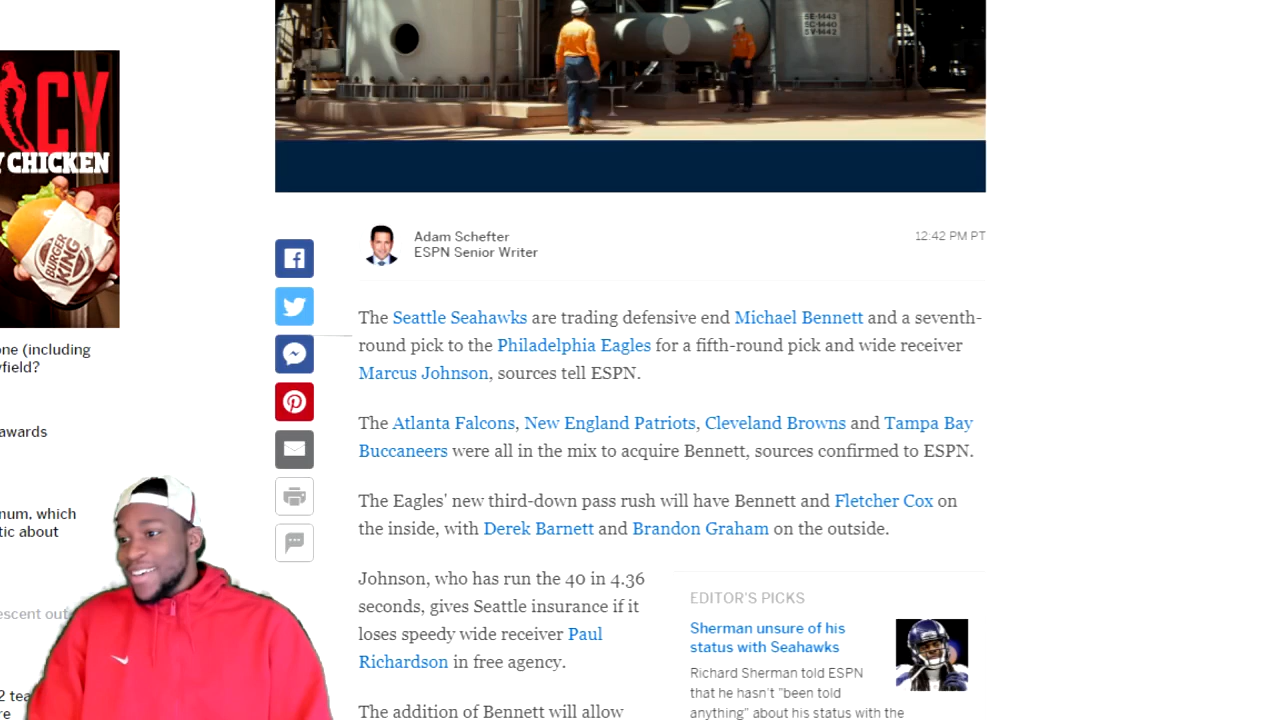 SE-1443
SC-1440
SV-1442
CY
CHICKEN
BURGER
KING
Adam Schefter
ESPN Senior Writer
12:42 PM PT
The Seattle Seahawks are trading defensive end Michael Bennett and a seventh-
round pick to the Philadelphia Eagles for a fifth-round pick and wide receiver
Marcus Johnson, sources tell ESPN.
The Atlanta Falcons, New England Patriots, Cleveland Browns and Tampa Bay
Buccaneers were all in the mix to acquire Bennett, sources confirmed to ESPN.
The Eagles' new third-down pass rush will have Bennett and Fletcher Cox on
the inside, with Derek Barnett and Brandon Graham on the outside.
Johnson, who has run the 40 in 4.36
seconds, gives Seattle insurance if it
loses speedy wide receiver Paul
Richardson in free agency.
The addition of Bennett will allow
EDITOR'S PICKS
Sherman unsure of his
status with Seahawks
Richard Sherman told ESPN
that he hasn't "been told
anything" about his status with the
one (including
yfield?
awards
num, which
tic about
escent out
2 tea
re